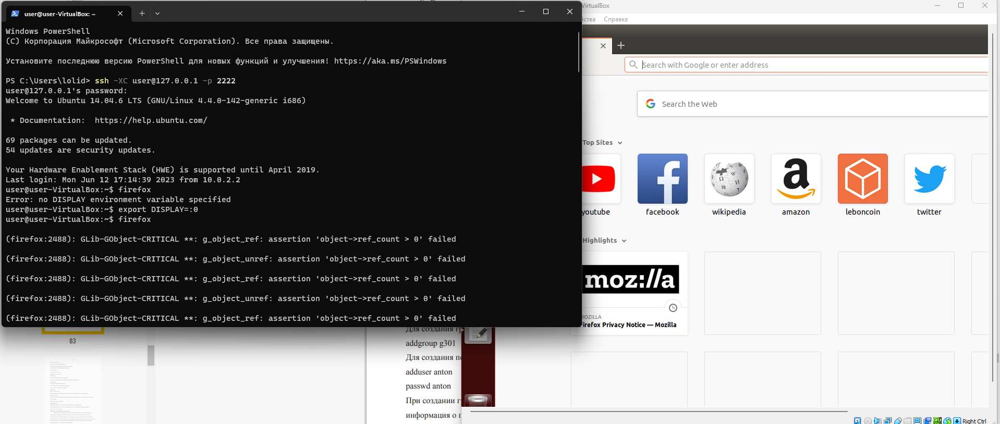 user@user-VirtualBox: ~
Windows PowerShell
(C) Корпорация Майкрософт (Microsoft Corporation). Все права защищены.
Установите последнюю версию PowerShell для новых функций и улучшения! https://aka.ms/PSWindows
PS C:\Users\lolid> ssh -XC user@127.0.0.1 -p 2222
user@127.0.0.1's password:
Welcome to Ubuntu 14.04.6 LTS (GNU/Linux 4.4.0-142-generic i686)
* Documentation:  https://help.ubuntu.com/
69 packages can be updated.
54 updates are security updates.
Your Hardware Enablement Stack (HWE) is supported until April 2019.
Last login: Mon Jun 12 17:14:39 2023 from 10.0.2.2
user@user-VirtualBox:~$ firefox
Error: no DISPLAY environment variable specified
user@user-VirtualBox:~$ export DISPLAY=:0
user@user-VirtualBox:~$ firefox
(firefox:2488): GLib-GObject-CRITICAL **: g_object_ref: assertion 'object->ref_count > 0' failed
(firefox:2488): GLib-GObject-CRITICAL **: g_object_unref: assertion 'object->ref_count > 0' failed
(firefox:2488): GLib-GObject-CRITICAL **: g_object_ref: assertion 'object->ref_count > 0' failed
(firefox:2488): GLib-GObject-CRITICAL **: g_object_unref: assertion 'object->ref_count > 0' failed
(firefox:2488): GLib-GObject-CRITICAL **: g_object_ref: assertion 'object->ref_count > 0' failed
VirtualBox
йства Справка
Search with Google or enter address
Search the Web
Top Sites
youtube
facebook
wikipedia
amazon
leboncoin
twitter
Highlights
moz://a
MOZILLA
Firefox Privacy Notice — Mozilla
83
Для создания гр
addgroup g301
Для создания по
adduser anton
passwd anton
При создании г
информация о г
Right Ctrl